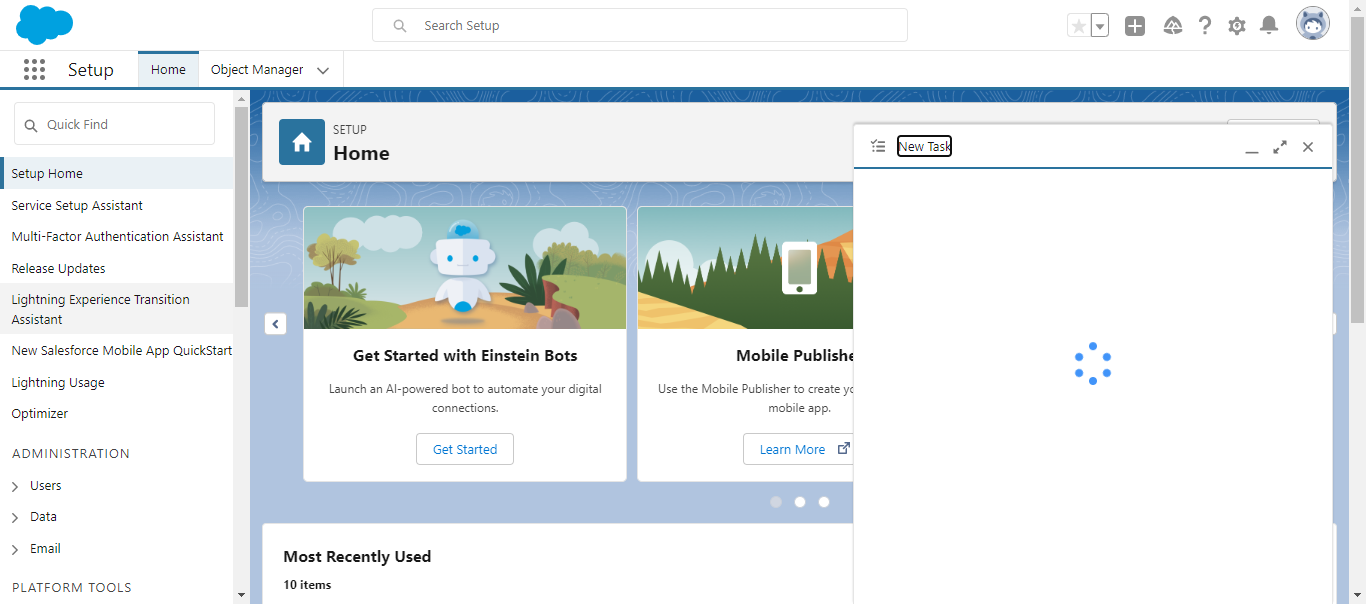 Search Setup
Setup
Home
Object Manager
Quick Find
Setup Home
Service Setup Assistant
Multi-Factor Authentication Assistant
Release Updates
Lightning Experience Transition
Assistant
New Salesforce Mobile App QuickStart
Lightning Usage
Optimizer
ADMINISTRATION
Users
Data
Email
PLATFORM TOOLS
SETUP
Home
Get Started with Einstein Bots
Launch an AI-powered bot to automate your digital
connections.
Get Started
Mobile Publishe
Use the Mobile Publisher to create yo
mobile app.
Learn More
Most Recently Used
10 items
New Task